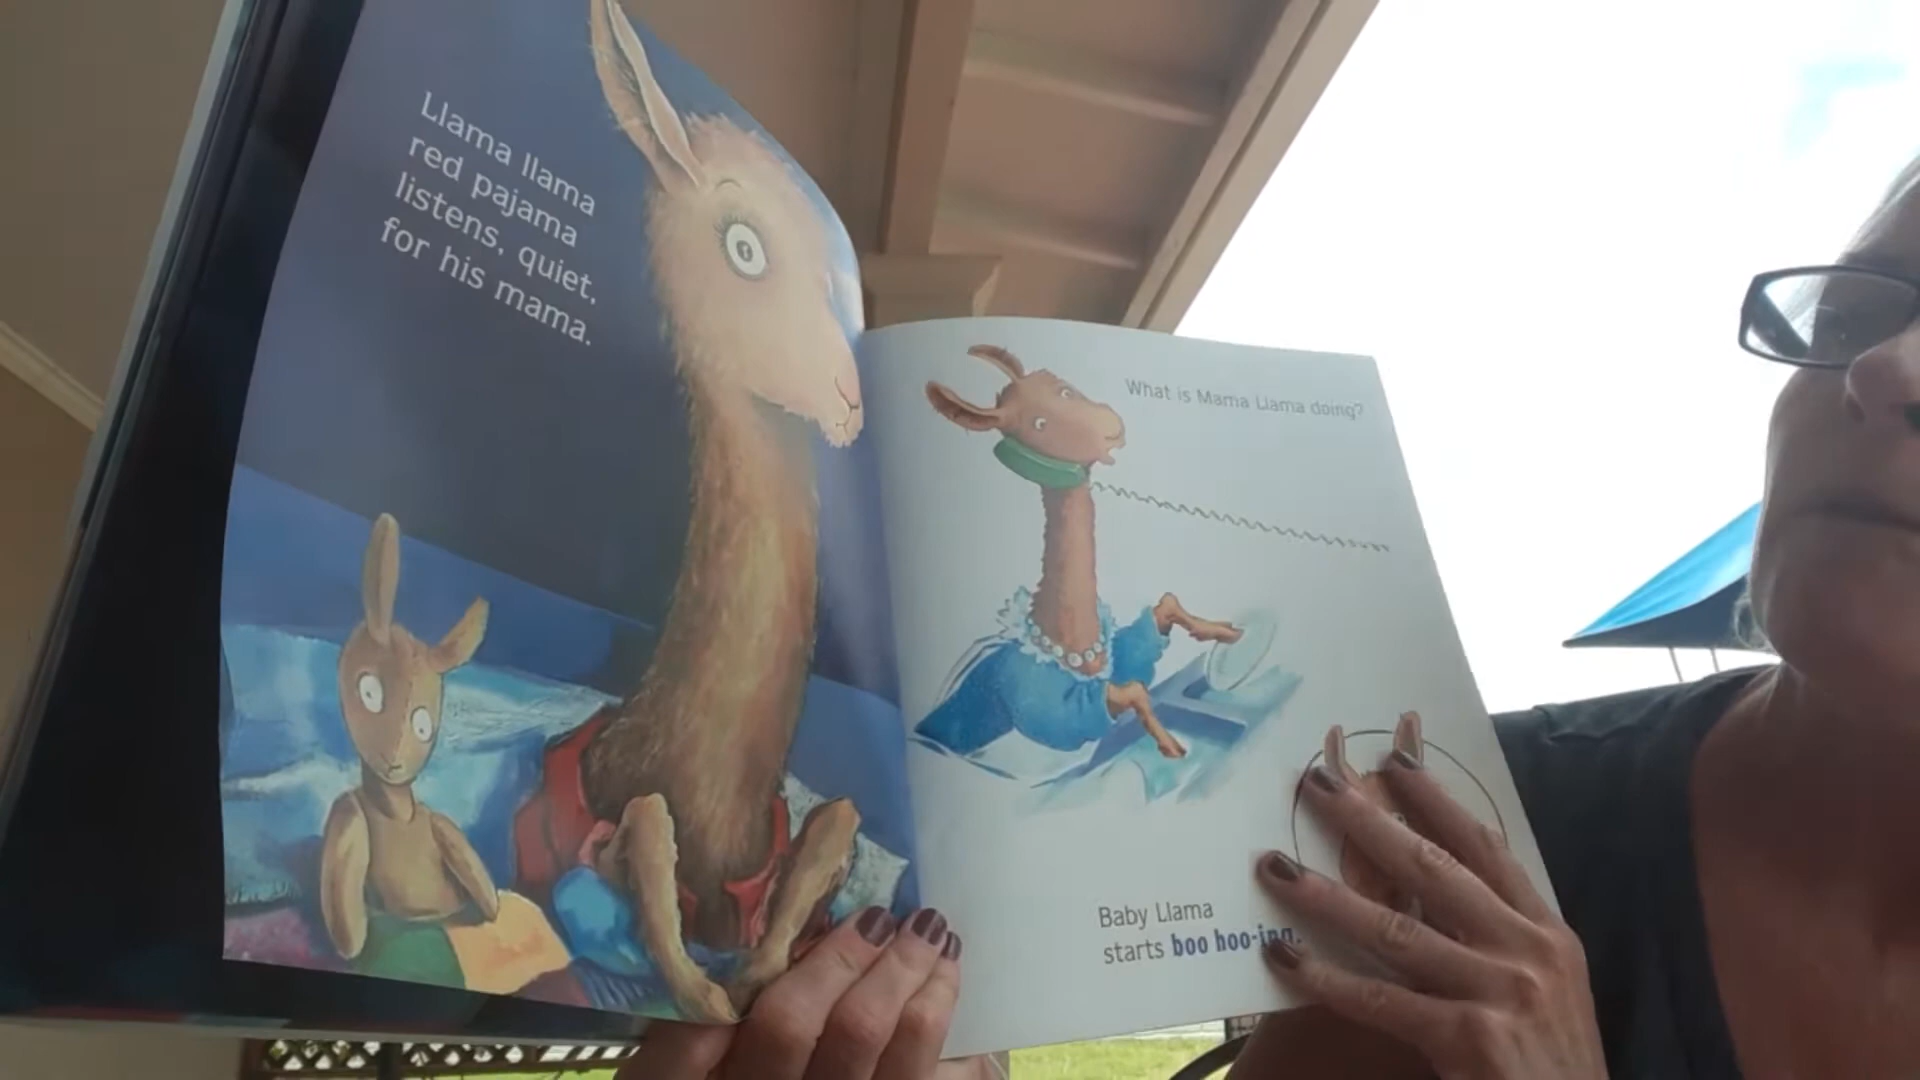 Llama llama
red pajama
listens, quiet,
for his mama.
What is Mama Llama doing?
Baby Llama
starts boo hoo-ing.